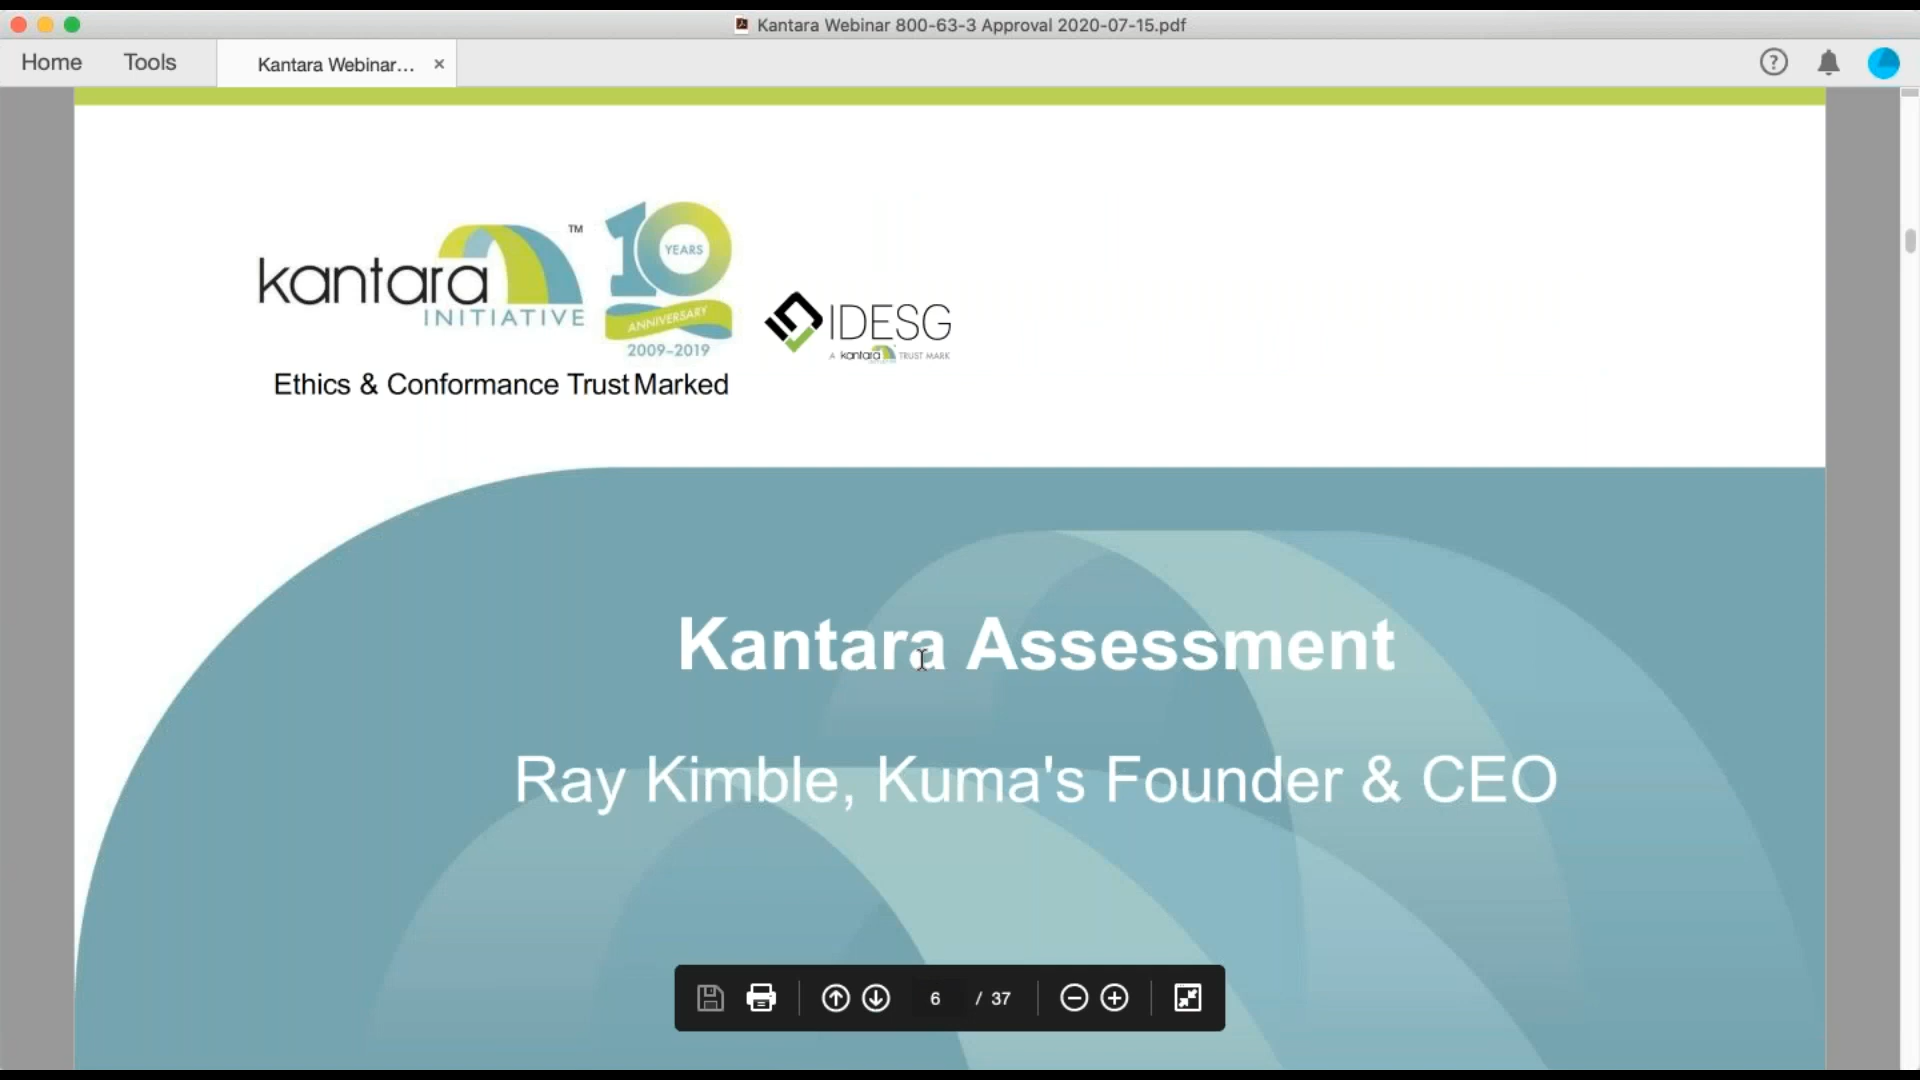 Kantara Webinar 800-63-3 Approval 2020-07-15.pdf
Home Tools Kantara Webinar... ×
kantara TM
INITIATIVE
10 YEARS
ANNIVERSARY
2009-2019
IDESG
A kantara TRUST MARK
Ethics & Conformance Trust Marked
Kantara Assessment
Ray Kimble, Kuma's Founder & CEO
6 / 37